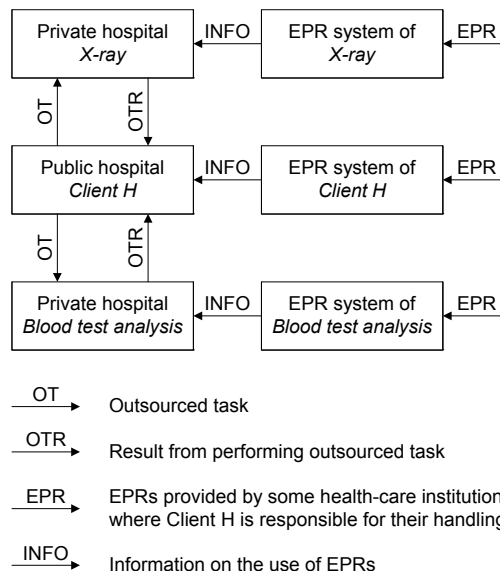 Private hospital
X-ray
INFO
EPR system of
X-ray
EPR
OT
OTR
Public hospital
Client H
INFO
EPR system of
Client H
EPR
OT
OTR
Private hospital
Blood test analysis
INFO
EPR system of
Blood test analysis
EPR
OT Outsourced task
OTR Result from performing outsourced task
EPR EPRs provided by some health-care institution
where Client H is responsible for their handling
INFO Information on the use of EPRs